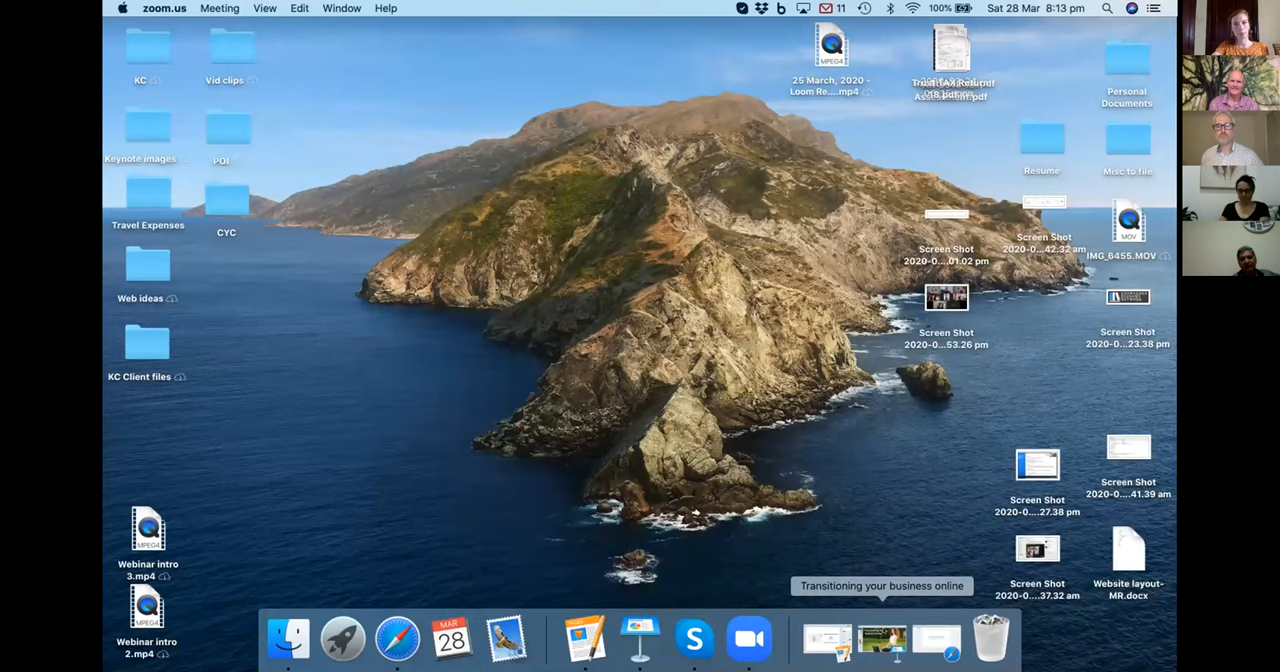 zoom.us Meeting View Edit Window Help
11
100%
Sat 28 Mar 8:13 pm
KC
Vid clips
Keynote images
POI
Travel Expenses
CYC
Web ideas
KC Client files
MPEG4
Webinar intro
3.mp4
MPEG4
Webinar intro
2.mp4
MPEG4
25 March, 2020 -
Loom Re....mp4
Personal
Documents
Resume
Misc to file
Screen Shot
2020-0....01.02 pm
Screen Shot
2020-0....42.32 am
MOV
IMG_6455.MOV
Screen Shot
2020-0....53.26 pm
Screen Shot
2020-0....23.38 pm
Screen Shot
2020-0....27.38 pm
Screen Shot
2020-0....41.39 am
Screen Shot
2020-0....37.32 am
Website layout-
MR.docx
Transitioning your business online
MAR
28